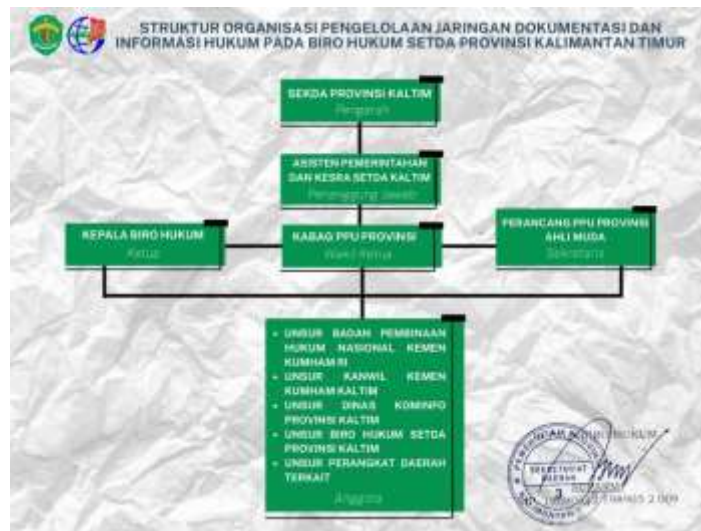 STRUKTUR ORGANISASI PENGELOLAAN JARINGAN DOKUMENTASI DAN
INFORMASI HUKUM PADA BIRO HUKUM SETDA PROVINSI KALIMANTAN TIMUR
SEKDA PROVINSI KALTIM
Pengarah
ASISTEN PEMERINTAHAN
DAN KESRA SETDA KALTIM
Penanggung Jawab
KEPALA BIRO HUKUM
Ketua
KABAG PPU PROVINSI
Wakil Ketua
PERANCANG PPU PROVINSI
AHLI MUDA
Sekretaris
• UNSUR BADAN PEMBINAAN
HUKUM NASIONAL KEMEN
KUMHAM RI
• UNSUR KANWIL KEMEN
KUMHAM KALTIM
• UNSUR DINAS KOMINFO
PROVINSI KALTIM
• UNSUR BIRO HUKUM SETDA
PROVINSI KALTIM
• UNSUR PERANGKAT DAERAH
TERKAIT
Anggota
HUKUM
SEKRETARIAT
DAERAH